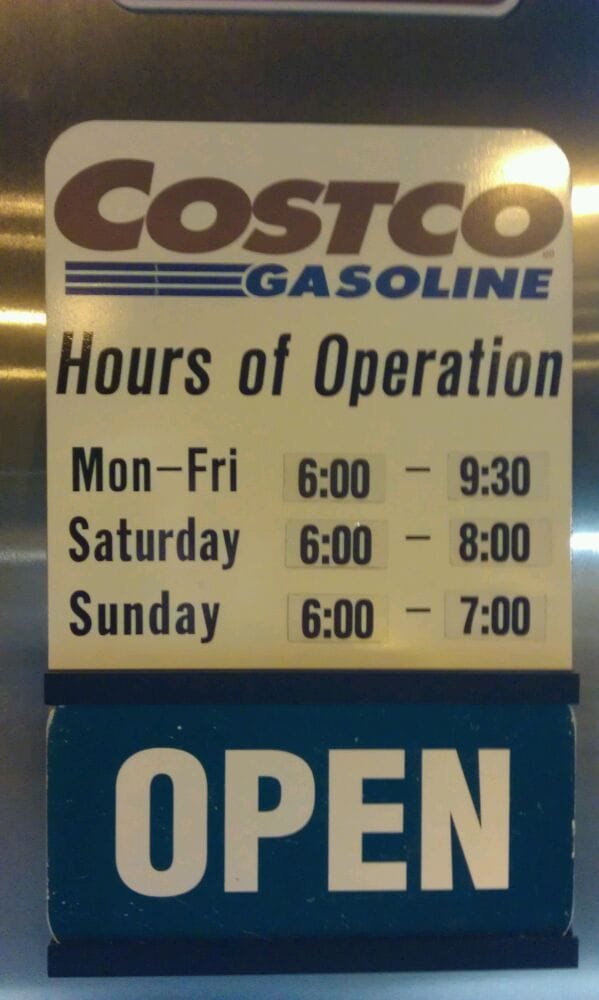 COSTCO
GASOLINE
Hours of Operation
Mon–Fri 6:00 – 9:30
Saturday 6:00 – 8:00
Sunday 6:00 – 7:00
OPEN